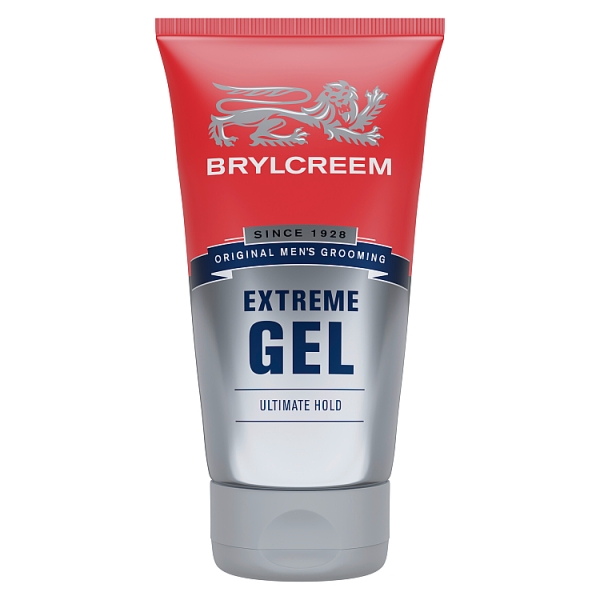 BRYLCREEM
SINCE 1928
ORIGINAL MEN'S GROOMING
EXTREME
GEL
ULTIMATE HOLD